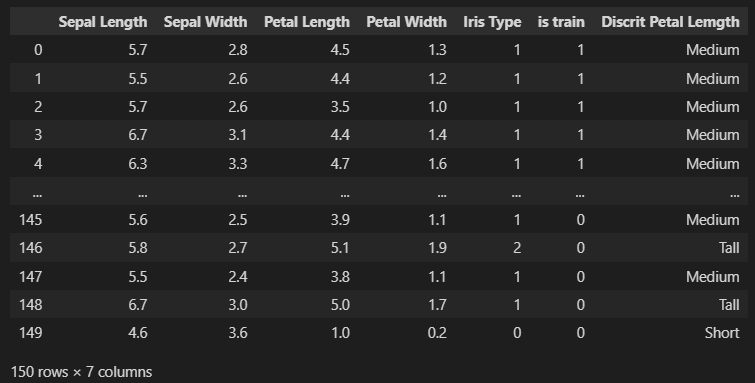 Sepal Length Sepal Width Petal Length Petal Width Iris Type is train Discrit Petal Lemgth
0 5.7 2.8 4.5 1.3 1 1 Medium
1 5.5 2.6 4.4 1.2 1 1 Medium
2 5.7 2.6 3.5 1.0 1 1 Medium
3 6.7 3.1 4.4 1.4 1 1 Medium
4 6.3 3.3 4.7 1.6 1 1 Medium
... ... ... ... ... ... ... ...
145 5.6 2.5 3.9 1.1 1 0 Medium
146 5.8 2.7 5.1 1.9 2 0 Tall
147 5.5 2.4 3.8 1.1 1 0 Medium
148 6.7 3.0 5.0 1.7 1 0 Tall
149 4.6 3.6 1.0 0.2 0 0 Short
150 rows × 7 columns